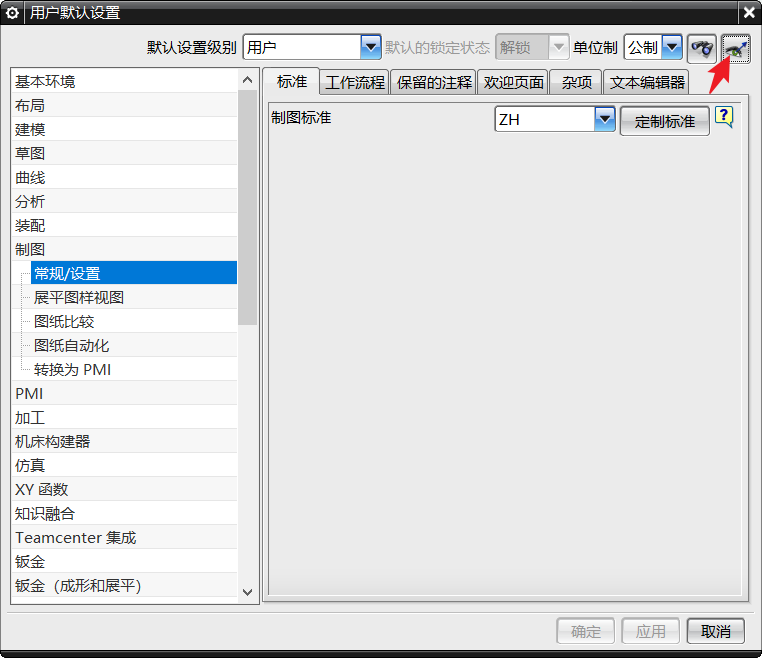 用户默认设置
默认设置级别 用户 默认的锁定状态 解锁 单位制 公制
标准 工作流程 保留的注释 欢迎页面 杂项 文本编辑器
制图标准 ZH 定制标准 ?
基本环境
布局
建模
草图
曲线
分析
装配
制图
常规/设置
展平图样视图
图纸比较
图纸自动化
转换为 PMI
PMI
加工
机床构建器
仿真
XY 函数
知识融合
Teamcenter 集成
钣金
钣金（成形和展平）
确定 应用 取消